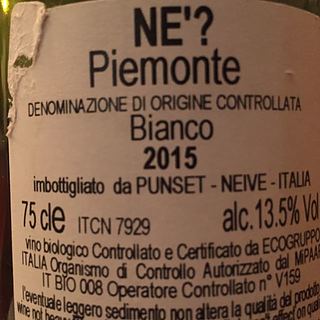 NE'?
Piemonte
DENOMINAZIONE DI ORIGINE CONTROLLATA
Bianco
2015
imbottigliato da PUNSET - NEIVE - ITALIA
75 cle ITCN 7929 alc.13.5% Vol
vino biologico Controllato e Certificato da ECOGRUPPO
ITALIA Organismo di Controllo Autorizzato dal MIPAAF
IT BIO 008 Operatore Controllato n° V159
l'eventuale leggero sedimento non altera la qualità del prodotto